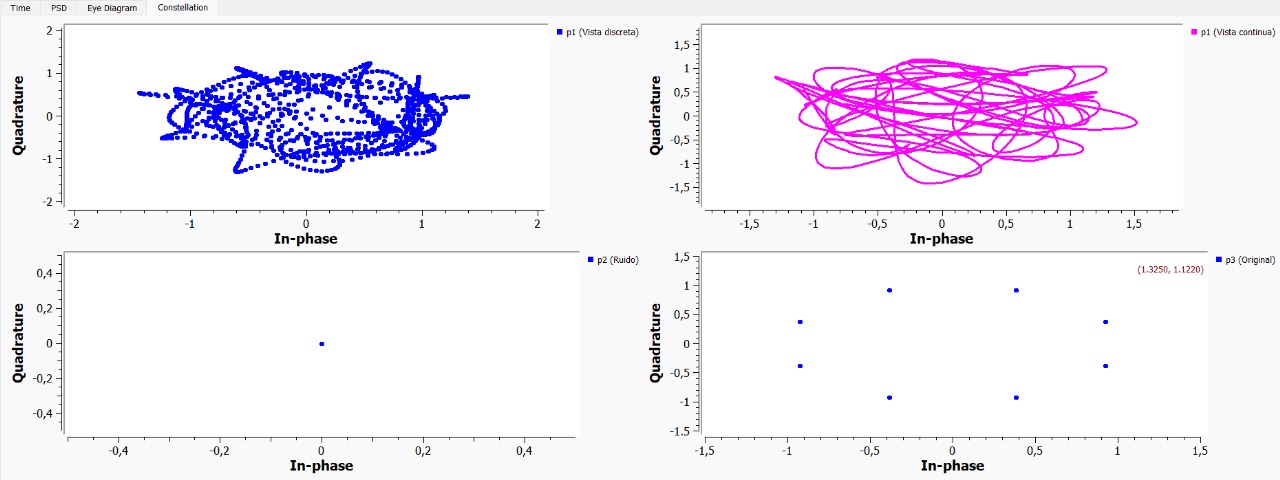 Time PSD Eye Diagram Constellation
2
1
0
-1
-2
Quadrature
-2 -1 0 1 2
In-phase
p1 (Vista discreta)
1,5
1
0,5
0
-0,5
-1
-1,5
Quadrature
-1,5 -1 -0,5 0 0,5 1 1,5
In-phase
p1 (Vista continua)
0,4
0,2
0
-0,2
-0,4
Quadrature
-0,4 -0,2 0 0,2 0,4
In-phase
p2 (Ruido)
1,5
1
0,5
0
-0,5
-1
-1.5
Quadrature
-1,5 -1 -0,5 0 0,5 1 1,5
In-phase
(1.3250, 1.1220)
p3 (Original)